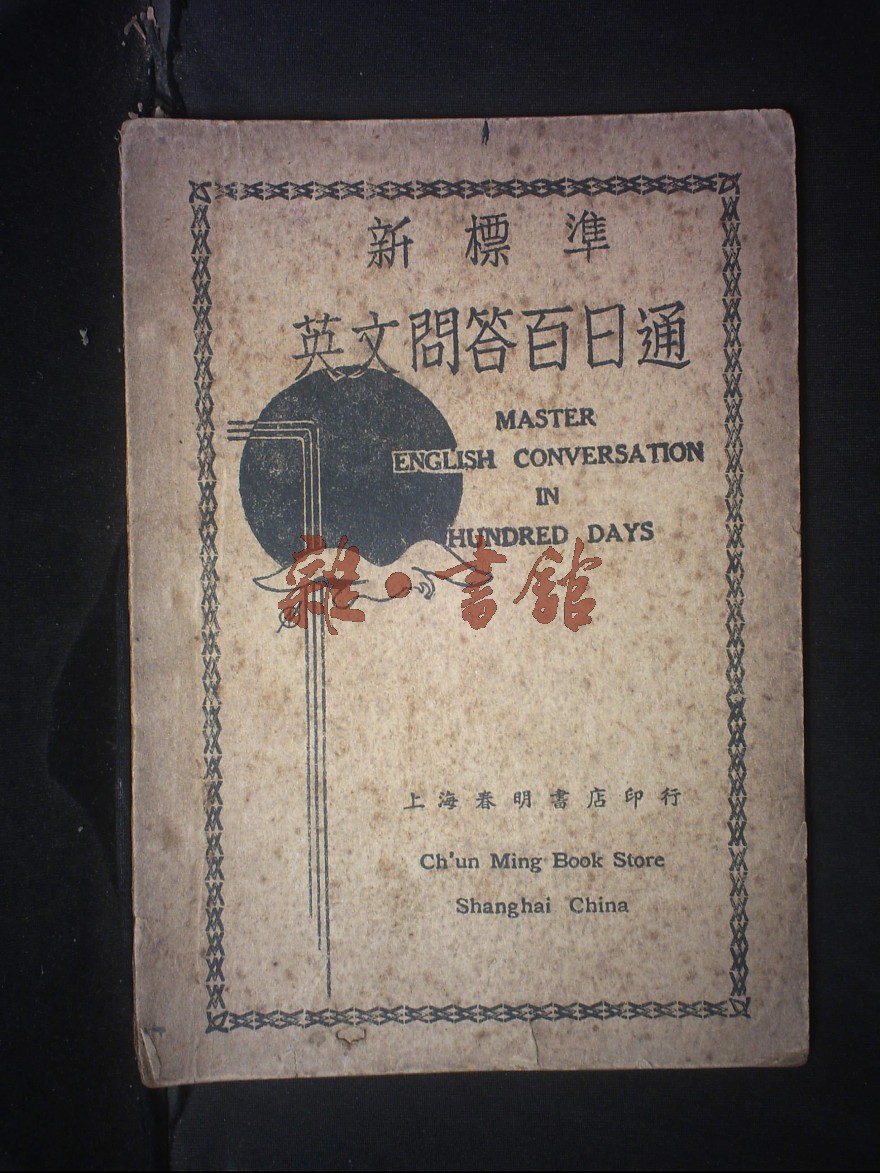 新標準
英文問答百日通
MASTER
ENGLISH CONVERSATION
IN
HUNDRED DAYS
雜·書館
上海春明書店印行
Ch'un Ming Book Store
Shanghai China